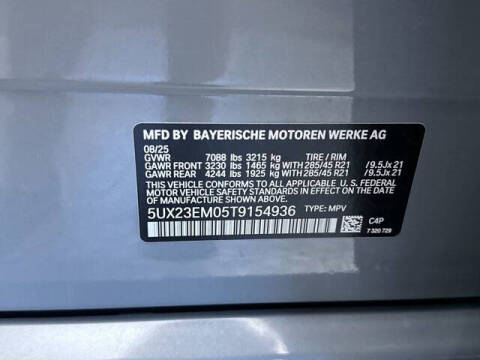 MFD BY BAYERISCHE MOTOREN WERKE AG
08/25
GVWR 7088 lbs 3215 kg TIRE / RIM
GAWR FRONT 3230 lbs 1465 kg WITH 285/45 R21 / 9.5Jx 21
GAWR REAR 4244 lbs 1925 kg WITH 285/45 R21 / 9.5Jx 21
THIS VEHICLE CONFORMS TO ALL APPLICABLE U. S. FEDERAL
MOTOR VEHICLE SAFETY STANDARDS IN EFFECT ON THE
DATE OF MANUFACTURE SHOWN ABOVE.
5UX23EM05T9154936 TYPE: MPV
C4P
7 320 729